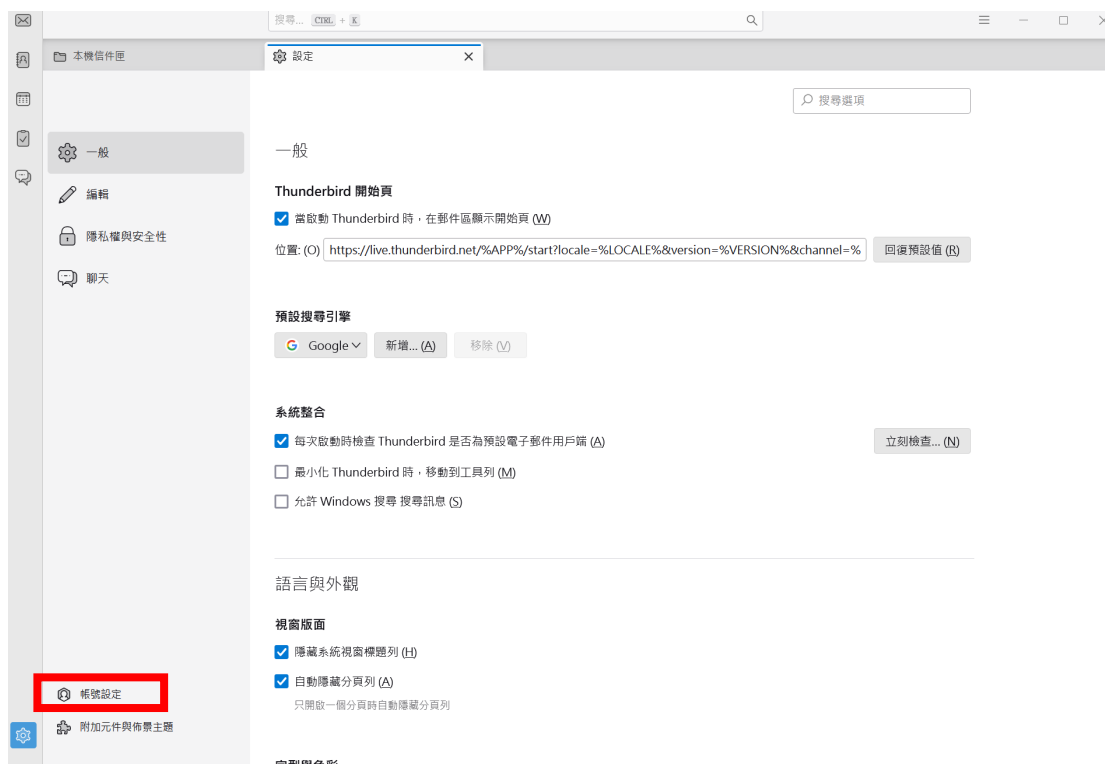 搜尋... CTRL + K
本機信件匣
設定
搜尋選項
一般
編輯
隱私權與安全性
聊天
帳號設定
附加元件與佈景主題
一般
Thunderbird 開始頁
當啟動 Thunderbird 時，在郵件區顯示開始頁 (W)
位置: (O) https://live.thunderbird.net/%APP%/start?locale=%LOCALE%&version=%VERSION%&channel=% 回復預設值 (R)
預設搜尋引擎
Google 新增... (A) 移除 (V)
系統整合
每次啟動時檢查 Thunderbird 是否為預設電子郵件用戶端 (A) 立刻檢查... (N)
最小化 Thunderbird 時，移動到工具列 (M)
允許 Windows 搜尋 搜尋訊息 (S)
語言與外觀
視窗版面
隱藏系統視窗標題列 (H)
自動隱藏分頁列 (A)
只開啟一個分頁時自動隱藏分頁列